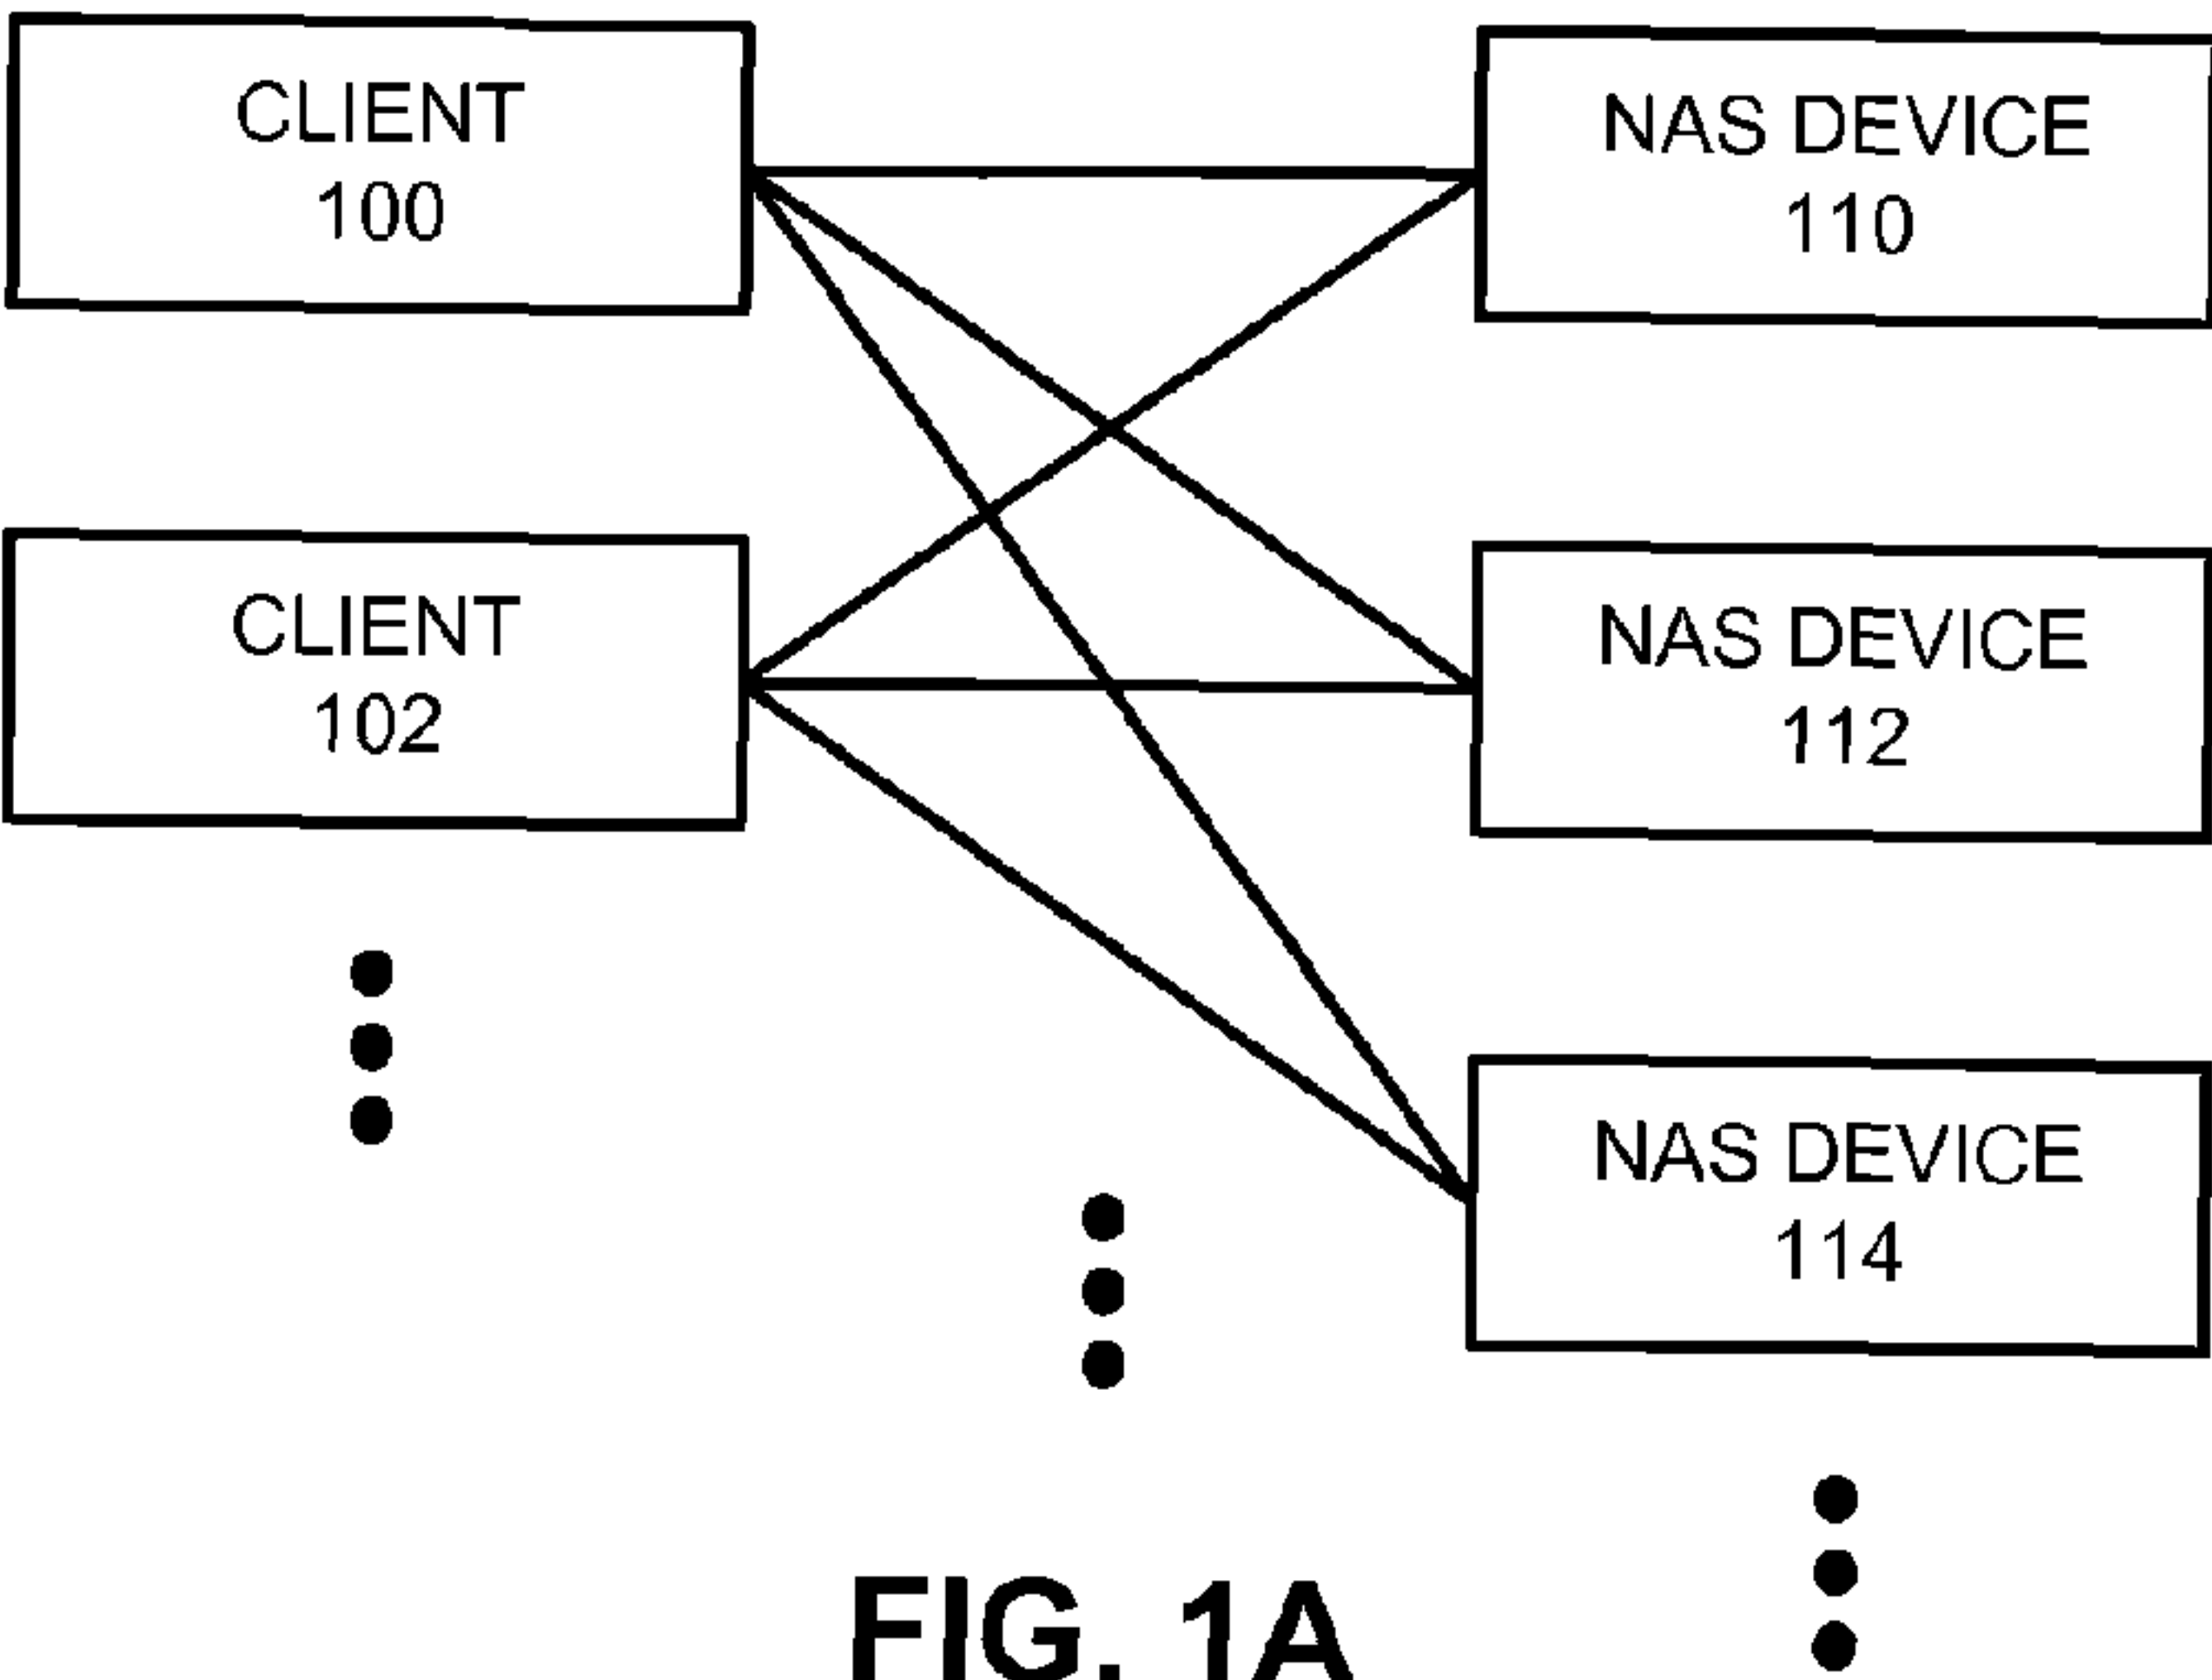 CLIENT
100
NAS DEVICE
110
CLIENT
102
NAS DEVICE
112
NAS DEVICE
114
FIG. 1A